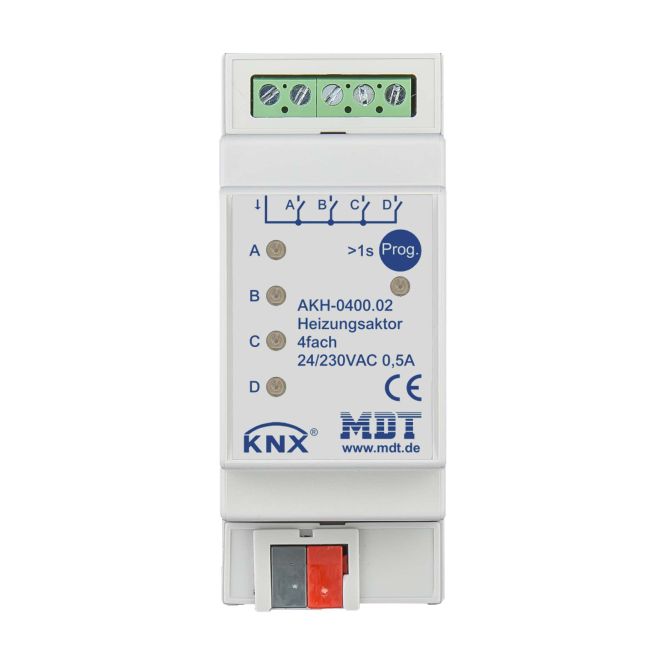 ↓ A B C D
A
>1s Prog.
B
AKH-0400.02
Heizungsaktor
C
4fach
24/230VAC 0,5A
D
CE
KNX®
MDT
www.mdt.de